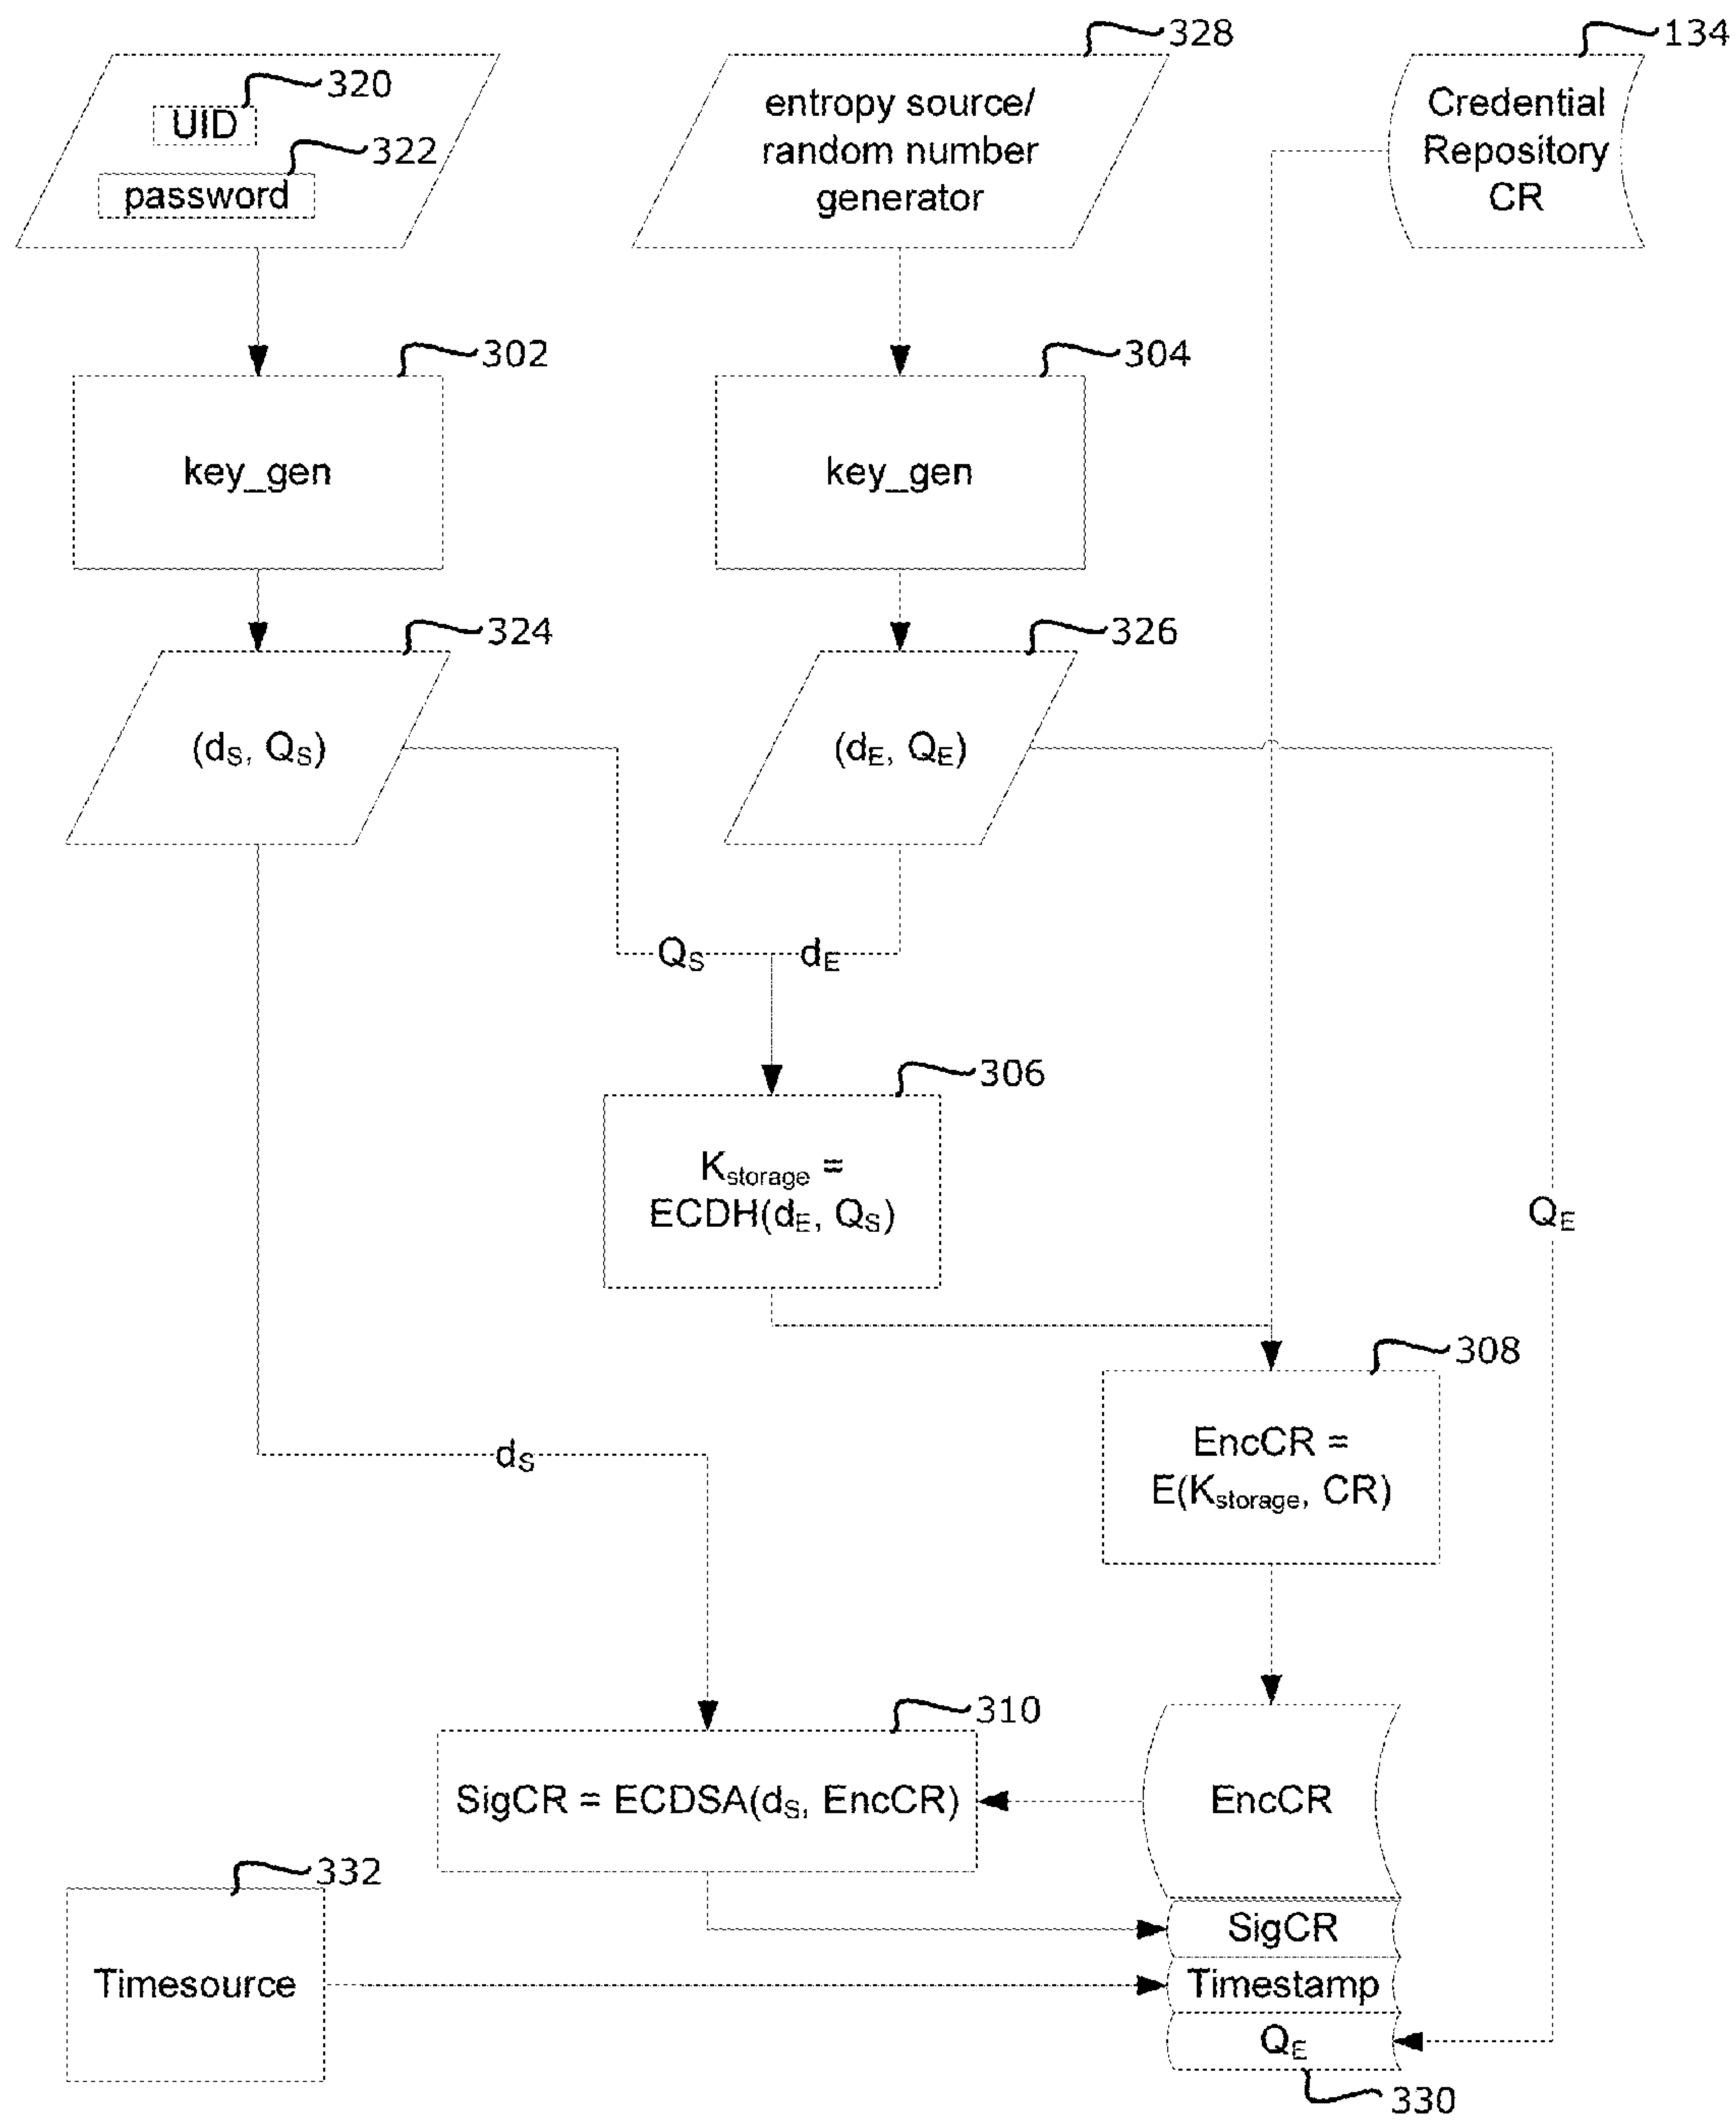 328
134
320
UID
322
password
entropy source/
random number
generator
Credential
Repository
CR
302
304
key_gen
key_gen
324
326
(dS, QS)
(dE, QE)
QS
dE
306
Kstorage =
ECDH(dE, QS)
QE
308
EncCR =
E(Kstorage, CR)
dS
310
SigCR = ECDSA(dS, EncCR)
EncCR
332
SigCR
Timesource
Timestamp
QE
330